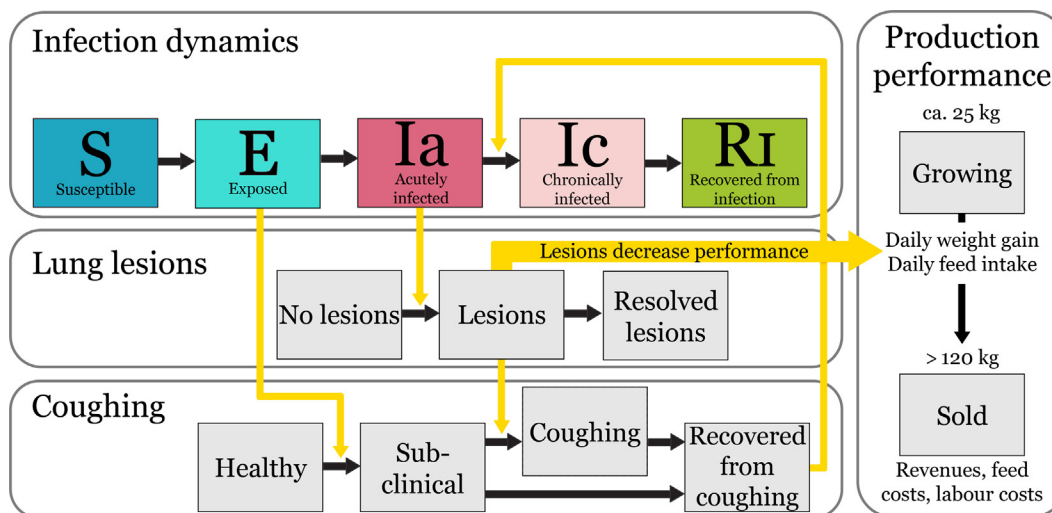 Infection dynamics
S
Susceptible
E
Exposed
Ia
Acutely
infected
Ic
Chronically
infected
RI
Recovered from
infection
Lung lesions
No lesions
Lesions
Resolved
lesions
Lesions decrease performance
Coughing
Healthy
Sub-
clinical
Coughing
Recovered
from
coughing
Production
performance
ca. 25 kg
Growing
Daily weight gain
Daily feed intake
> 120 kg
Sold
Revenues, feed
costs, labour costs